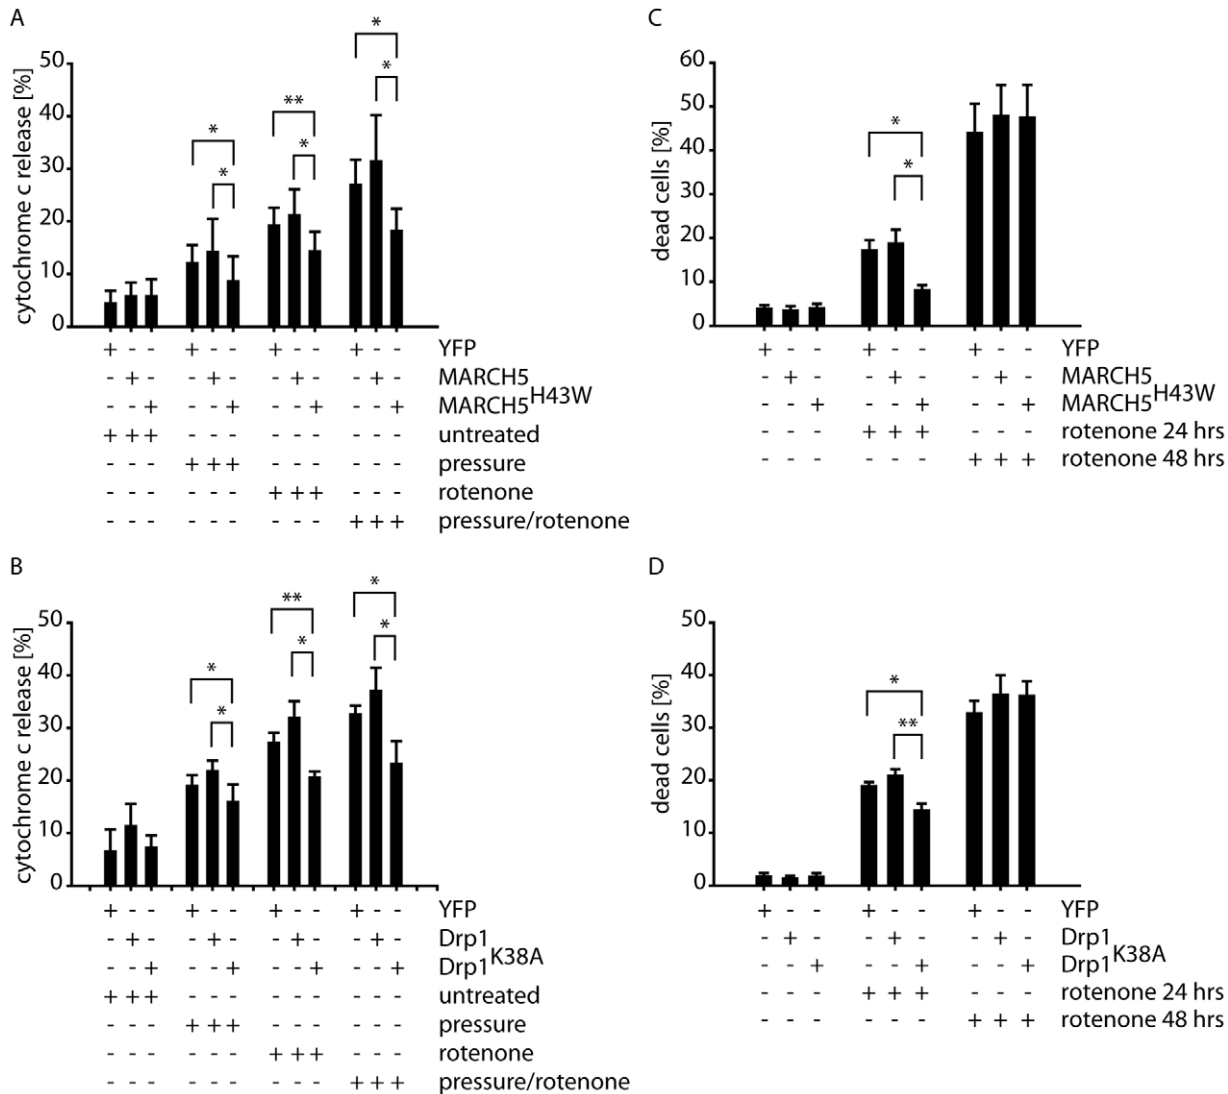 A
cytochrome c release [%]
50
40
30
20
10
0
* * ** * * *
+ - - + - - + - - + - - YFP
- + - - + - - + - - + - MARCH5
- - + - - + - - + - - + MARCH5H43W
+ + + - - - - - - - - - untreated
- - - + + + - - - - - - pressure
- - - - - - + + + - - - rotenone
- - - - - - - - - + + + pressure/rotenone
C
dead cells [%]
60
50
40
30
20
10
0
* *
+ - - + - - + - - YFP
- + - - + - - + - MARCH5
- - + - - + - - + MARCH5H43W
- - - + + + - - - rotenone 24 hrs
- - - - - - + + + rotenone 48 hrs
B
cytochrome c release [%]
50
40
30
20
10
0
* * ** * * *
+ - - + - - + - - + - - YFP
- + - - + - - + - - + - Drp1
- - + - - + - - + - - + Drp1K38A
+ + + - - - - - - - - - untreated
- - - + + + - - - - - - pressure
- - - - - - + + + - - - rotenone
- - - - - - - - - + + + pressure/rotenone
D
dead cells [%]
50
40
30
20
10
0
* **
+ - - + - - + - - YFP
- + - - + - - + - Drp1
- - + - - + - - + Drp1K38A
- - - + + + - - - rotenone 24 hrs
- - - - - - + + + rotenone 48 hrs